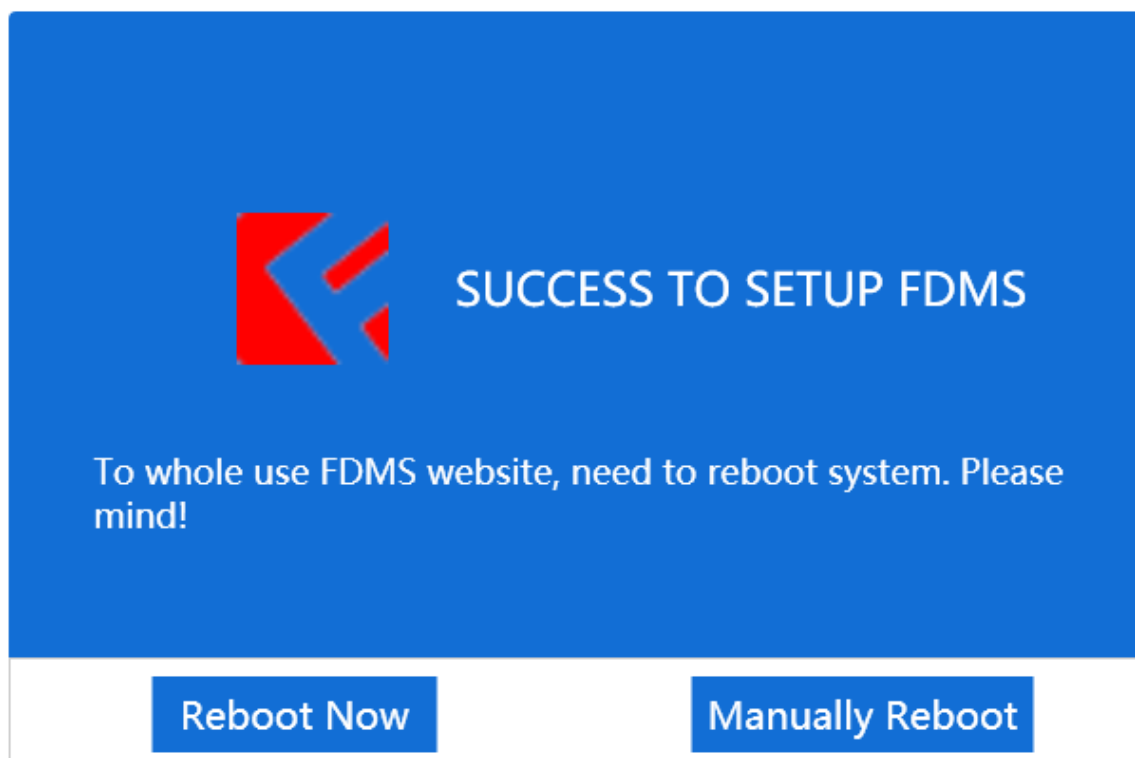 SUCCESS TO SETUP FDMS
To whole use FDMS website, need to reboot system. Please
mind!
Reboot Now
Manually Reboot